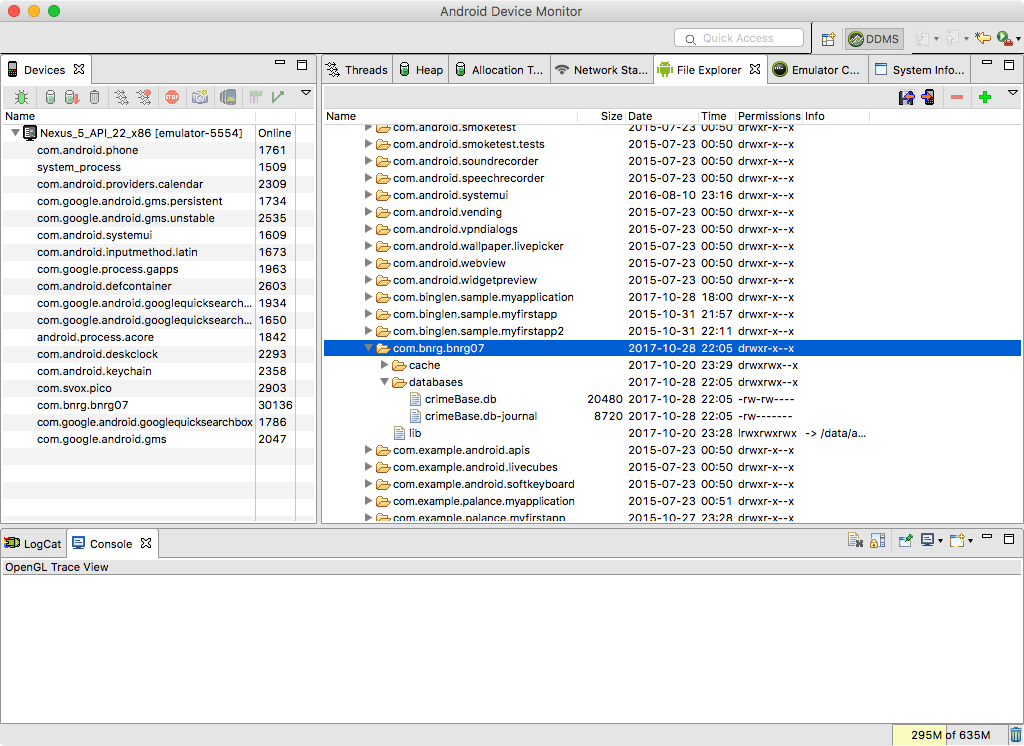 Android Device Monitor
Quick Access
DDMS
Devices
Threads
Heap
Allocation T...
Network Sta...
File Explorer
Emulator C...
System Info...
Name
Nexus_5_API_22_x86 [emulator-5554] Online
com.android.phone 1761
system_process 1509
com.android.providers.calendar 2309
com.google.android.gms.persistent 1734
com.google.android.gms.unstable 2535
com.android.systemui 1609
com.android.inputmethod.latin 1673
com.google.process.gapps 1963
com.android.defcontainer 2603
com.google.android.googlequicksearch... 1934
com.google.android.googlequicksearch... 1650
android.process.acore 1842
com.android.deskclock 2293
com.android.keychain 2358
com.svox.pico 2903
com.bnrg.bnrg07 30136
com.google.android.googlequicksearchbox 1786
com.google.android.gms 2047
Name Size Date Time Permissions Info
com.android.smoketest 2015-07-23 00:50 drwxr-x--x
com.android.smoketest.tests 2015-07-23 00:50 drwxr-x--x
com.android.soundrecorder 2015-07-23 00:50 drwxr-x--x
com.android.speechrecorder 2015-07-23 00:50 drwxr-x--x
com.android.systemui 2016-08-10 23:16 drwxr-x--x
com.android.vending 2015-07-23 00:50 drwxr-x--x
com.android.vpndialogs 2015-07-23 00:50 drwxr-x--x
com.android.wallpaper.livepicker 2015-07-23 00:50 drwxr-x--x
com.android.webview 2015-07-23 00:50 drwxr-x--x
com.android.widgetpreview 2015-07-23 00:50 drwxr-x--x
com.binglen.sample.myapplication 2017-10-28 18:00 drwxr-x--x
com.binglen.sample.myfirstapp 2015-10-31 21:57 drwxr-x--x
com.binglen.sample.myfirstapp2 2015-10-31 22:11 drwxr-x--x
com.bnrg.bnrg07 2017-10-28 22:05 drwxr-x--x
cache 2017-10-20 23:29 drwxrwx--x
databases 2017-10-28 22:05 drwxrwx--x
crimeBase.db 20480 2017-10-28 22:05 -rw-rw----
crimeBase.db-journal 8720 2017-10-28 22:05 -rw-------
lib 2017-10-20 23:28 lrwxrwxrwx -> /data/a...
com.example.android.apis 2015-07-23 00:50 drwxr-x--x
com.example.android.livecubes 2015-07-23 00:50 drwxr-x--x
com.example.android.softkeyboard 2015-07-23 00:50 drwxr-x--x
com.example.palance.myapplication 2015-07-23 00:51 drwxr-x--x
com.example.palance.myfirstapp 2015-10-27 23:28 drwxr-x--x
LogCat
Console
OpenGL Trace View
295M of 635M